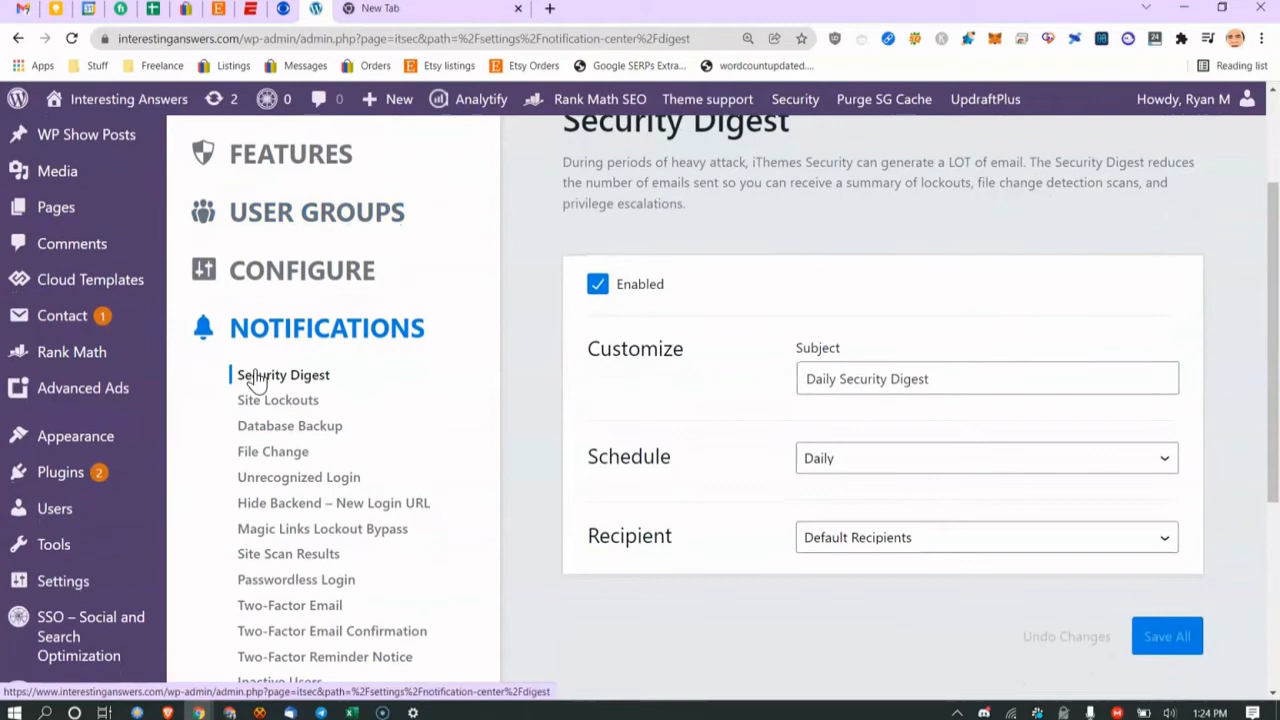 New Tab
interestinganswers.com/wp-admin/admin.php?page=itsec&path=%2Fsettings%2Fnotification-center%2Fdigest
Apps Stuff Freelance Listings Messages Orders Etsy listings Etsy Orders Google SERPs Extra... wordcountupdated.... Reading list
Interesting Answers 2 0 0 New Analytify Rank Math SEO Theme support Security Purge SG Cache UpdraftPlus Howdy, Ryan M
WP Show Posts
Media
Pages
Comments
Cloud Templates
Contact 1
Rank Math
Advanced Ads
Appearance
Plugins 2
Users
Tools
Settings
SSO – Social and
Search
Optimization
FEATURES
USER GROUPS
CONFIGURE
NOTIFICATIONS
Security Digest
Site Lockouts
Database Backup
File Change
Unrecognized Login
Hide Backend – New Login URL
Magic Links Lockout Bypass
Site Scan Results
Passwordless Login
Two-Factor Email
Two-Factor Email Confirmation
Two-Factor Reminder Notice
Inactive Users
Security Digest
During periods of heavy attack, iThemes Security can generate a LOT of email. The Security Digest reduces
the number of emails sent so you can receive a summary of lockouts, file change detection scans, and
privilege escalations.
Enabled
Customize
Subject
Daily Security Digest
Schedule
Daily
Recipient
Default Recipients
Undo Changes
Save All
https://www.interestinganswers.com/wp-admin/admin.php?page=itsec&path=%2Fsettings%2Fnotification-center%2Fdigest
1:24 PM